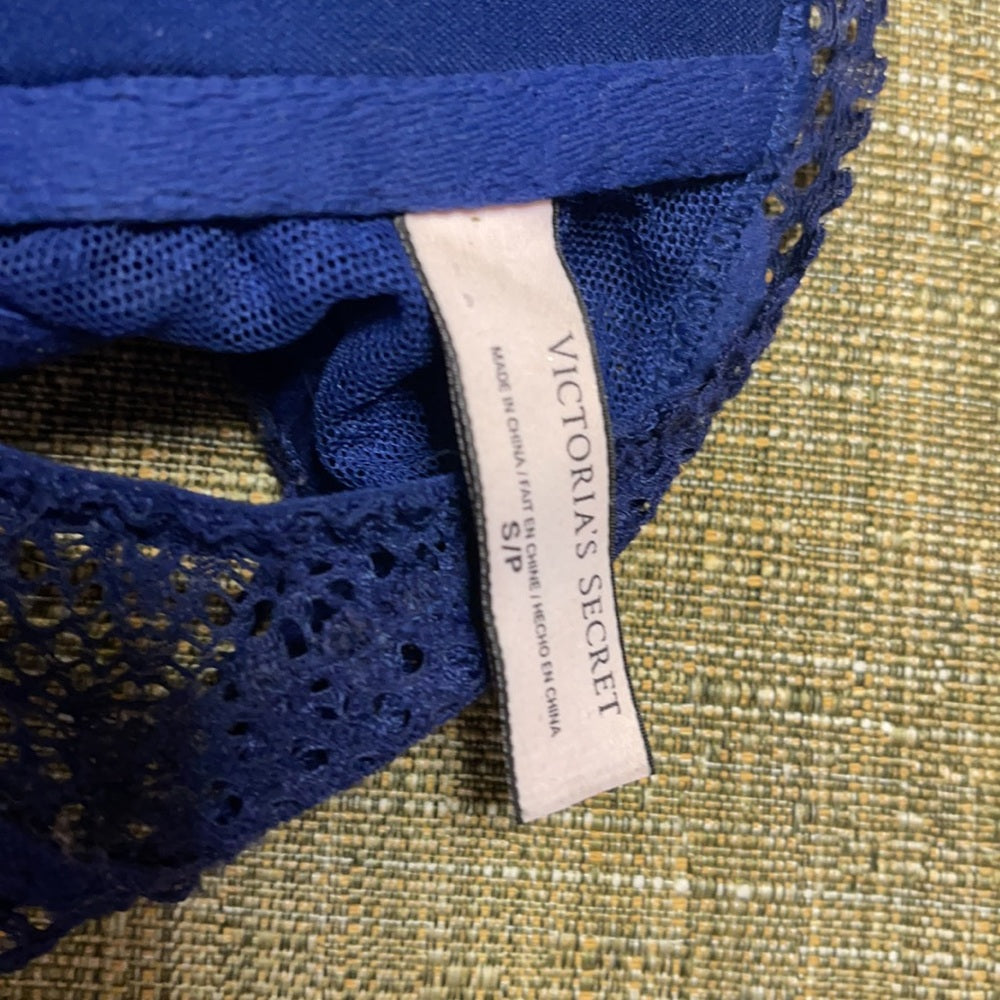 VICTORIA'S SECRET
MADE IN CHINA / FAIT EN CHINE / HECHO EN CHINA
S/P